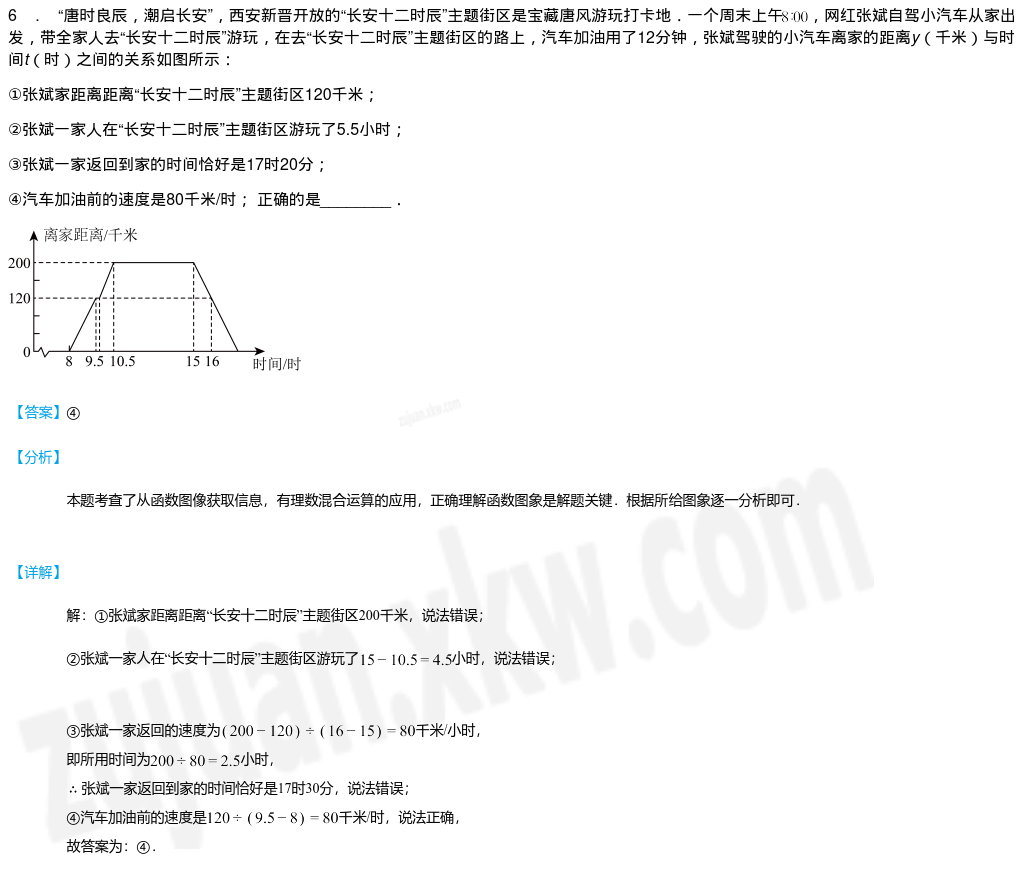 6 ． “唐时良辰，潮启长安”，西安新晋开放的“长安十二时辰”主题街区是宝藏唐风游玩打卡地．一个周末上午8:00，网红张斌自驾小汽车从家出
发，带全家人去“长安十二时辰”游玩，在去“长安十二时辰”主题街区的路上，汽车加油用了12分钟，张斌驾驶的小汽车离家的距离y（千米）与时
间t（时）之间的关系如图所示：
①张斌家距离距离“长安十二时辰”主题街区120千米；
②张斌一家人在“长安十二时辰”主题街区游玩了5.5小时；
③张斌一家返回到家的时间恰好是17时20分；
④汽车加油前的速度是80千米/时； 正确的是________．
离家距离/千米
200
120
0
8 9.5 10.5 15 16
时间/时
【答案】④
zujuan.xkw.com
【分析】
本题考查了从函数图像获取信息，有理数混合运算的应用，正确理解函数图象是解题关键．根据所给图象逐一分析即可．
【详解】
解：①张斌家距离距离“长安十二时辰”主题街区200千米，说法错误；
②张斌一家人在“长安十二时辰”主题街区游玩了15－10.5＝4.5小时，说法错误；
③张斌一家返回的速度为(200－120)÷(16－15)＝80千米/小时，
即所用时间为200÷80＝2.5小时，
∴张斌一家返回到家的时间恰好是17时30分，说法错误；
④汽车加油前的速度是120÷(9.5－8)＝80千米/时，说法正确，
故答案为：④．
zujuan.xkw.com